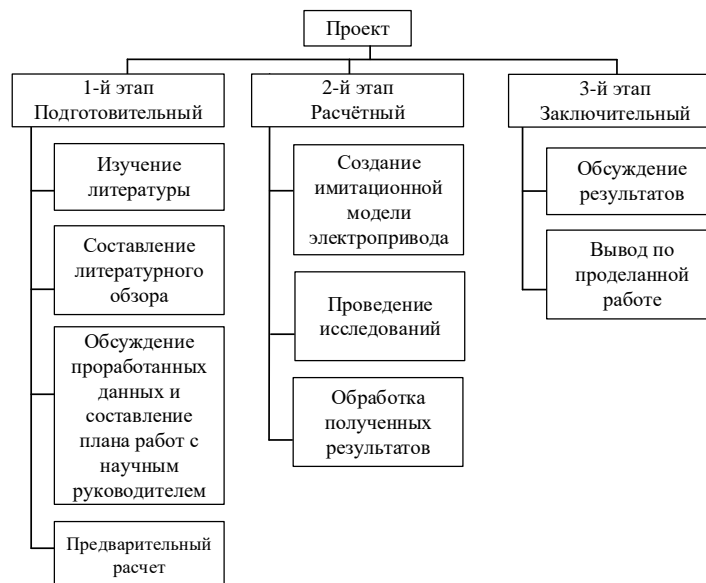 Проект
1-й этап
Подготовительный
Изучение
литературы
Составление
литературного
обзора
Обсуждение
проработанных
данных и
составление
плана работ с
научным
руководителем
Предварительный
расчет
2-й этап
Расчётный
Создание
имитационной
модели
электропривода
Проведение
исследований
Обработка
полученных
результатов
3-й этап
Заключительный
Обсуждение
результатов
Вывод по
проделанной
работе